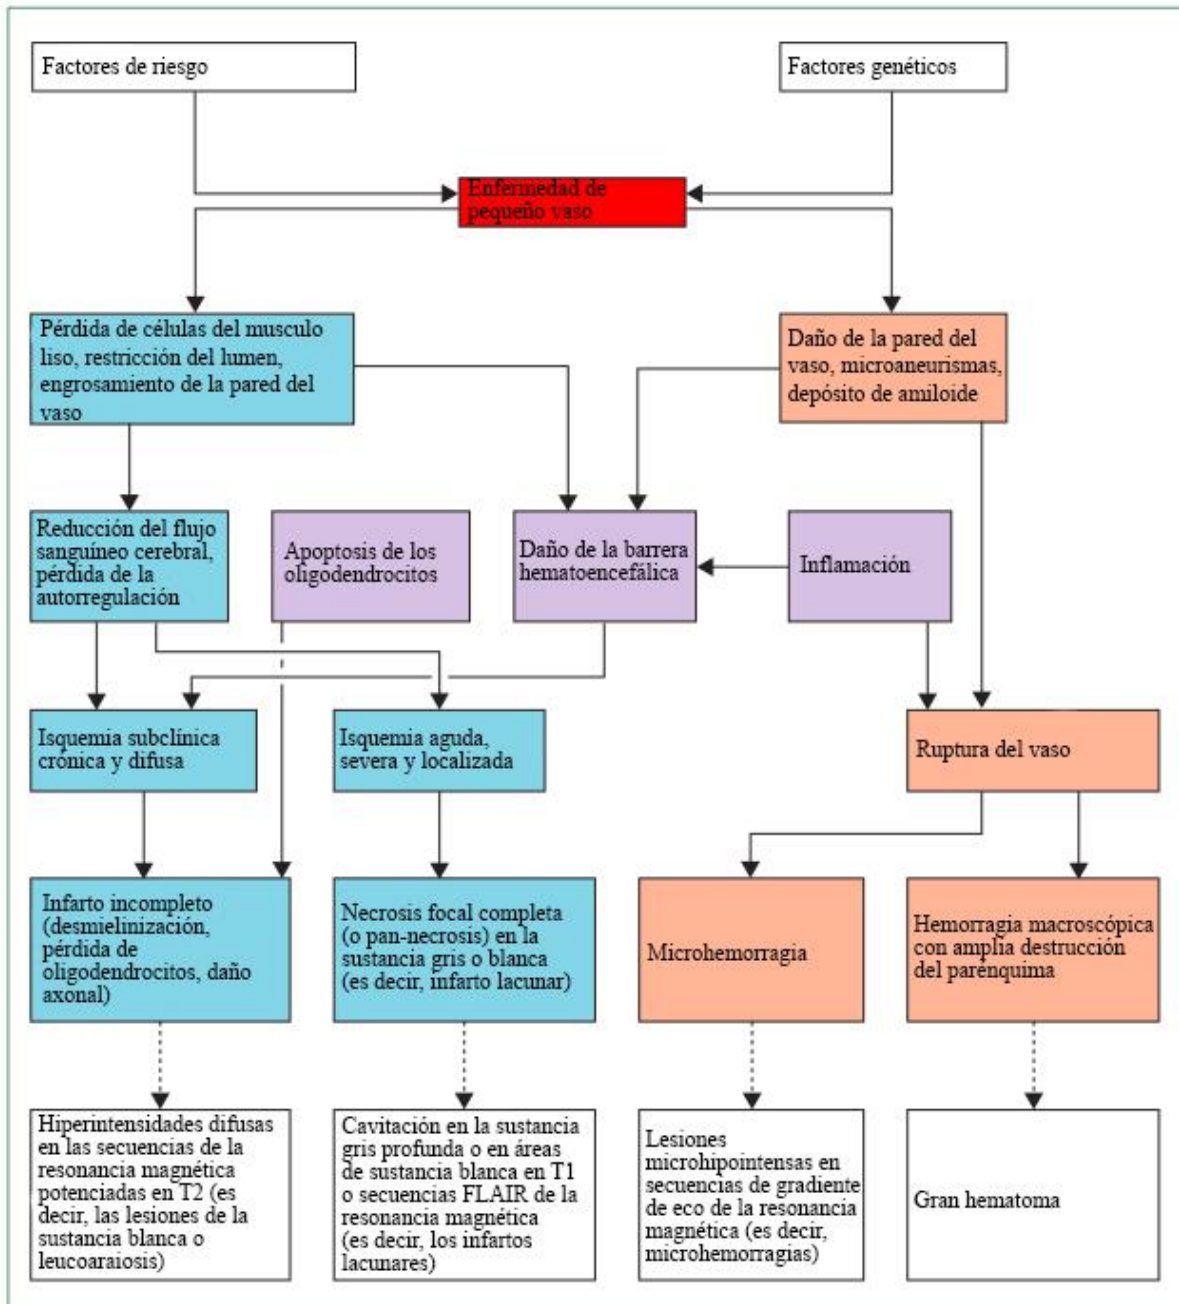 Factores de riesgo
Factores genéticos
Enfermedad de
pequeño vaso
Pérdida de células del musculo
liso, restricción del lumen,
engrosamiento de la pared del
vaso
Daño de la pared del
vaso, microaneurismas,
depósito de amiloide
Reducción del flujo
sanguíneo cerebral,
pérdida de la
autorregulación
Apoptosis de los
oligodendrocitos
Daño de la barrera
hematoencefálica
Inflamación
Isquemia subclínica
crónica y difusa
Isquemia aguda,
severa y localizada
Ruptura del vaso
Infarto incompleto
(desmielinización,
pérdida de
oligodendrocitos, daño
axonal)
Necrosis focal completa
(o pan-necrosis) en la
sustancia gris o blanca
(es decir, infarto lacunar)
Microhemorragia
Hemorragia macroscópica
con amplia destrucción
del parénquima
Hiperintensidades difusas
en las secuencias de la
resonancia magnética
potenciadas en T2 (es
decir, las lesiones de la
sustancia blanca o
leucoaraiosis)
Cavitación en la sustancia
gris profunda o en áreas
de sustancia blanca en T1
o secuencias FLAIR de la
resonancia magnética
(es decir, los infartos
lacunares)
Lesiones
microhipointensas en
secuencias de gradiente
de eco de la resonancia
magnética (es decir,
microhemorragias)
Gran hematoma